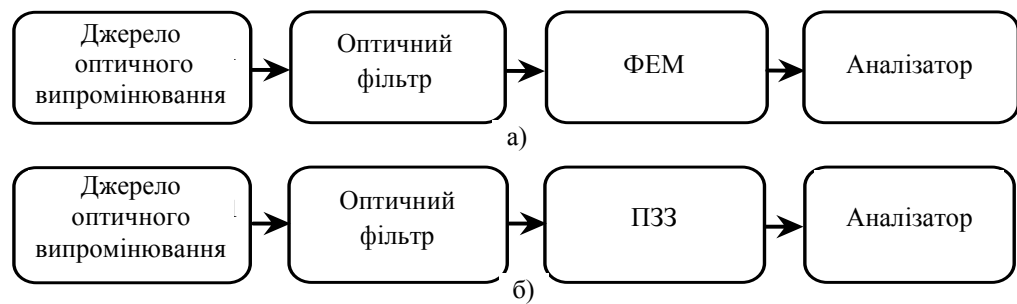 Джерело
оптичного
випромінювання
Оптичний
фільтр
ФЕМ
Аналізатор
а)
Джерело
оптичного
випромінювання
Оптичний
фільтр
ПЗЗ
Аналізатор
б)